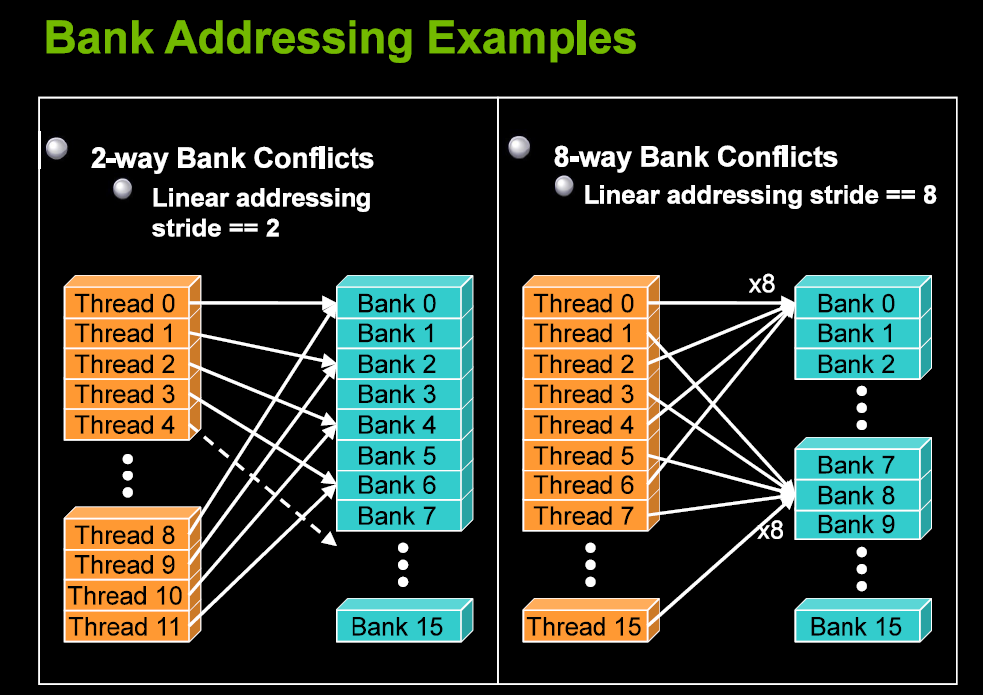 Bank Addressing Examples
2-way Bank Conflicts
Linear addressing
stride == 2
Thread 0
Thread 1
Thread 2
Thread 3
Thread 4
Thread 8
Thread 9
Thread 10
Thread 11
Bank 0
Bank 1
Bank 2
Bank 3
Bank 4
Bank 5
Bank 6
Bank 7
Bank 15
8-way Bank Conflicts
Linear addressing stride == 8
Thread 0
Thread 1
Thread 2
Thread 3
Thread 4
Thread 5
Thread 6
Thread 7
Thread 15
x8
x8
Bank 0
Bank 1
Bank 2
Bank 7
Bank 8
Bank 9
Bank 15